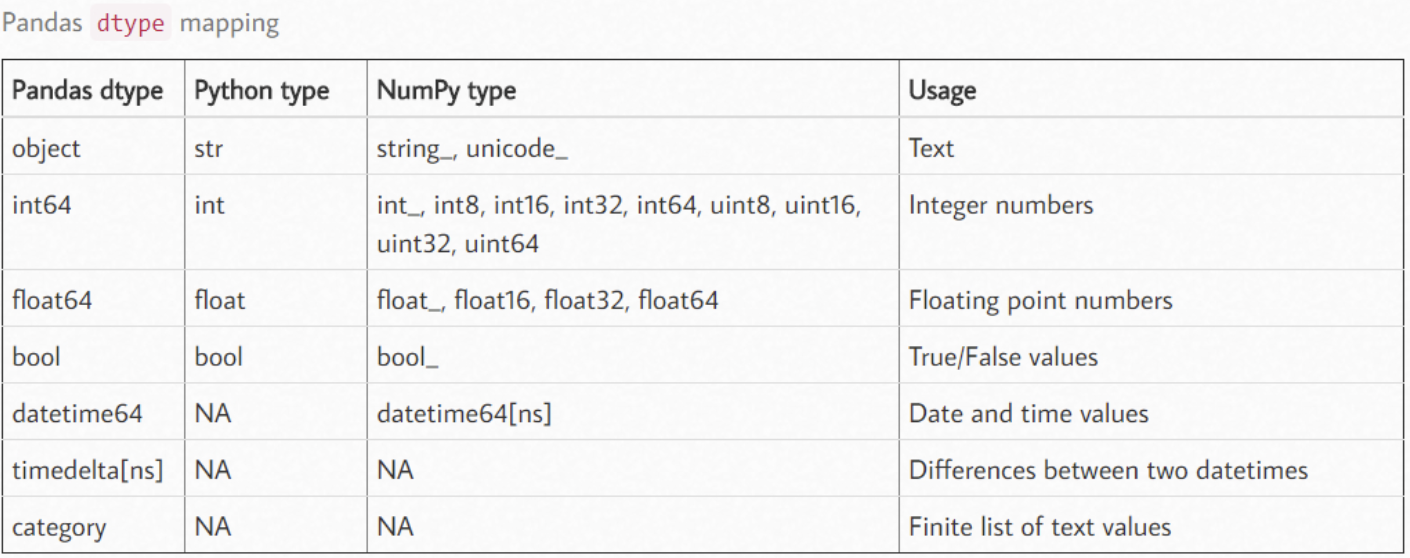 Pandas dtype mapping
Pandas dtype Python type NumPy type Usage
object str string_, unicode_ Text
int64 int int_, int8, int16, int32, int64, uint8, uint16, Integer numbers
uint32, uint64
float64 float float_, float16, float32, float64 Floating point numbers
bool bool bool_ True/False values
datetime64 NA datetime64[ns] Date and time values
timedelta[ns] NA NA Differences between two datetimes
category NA NA Finite list of text values